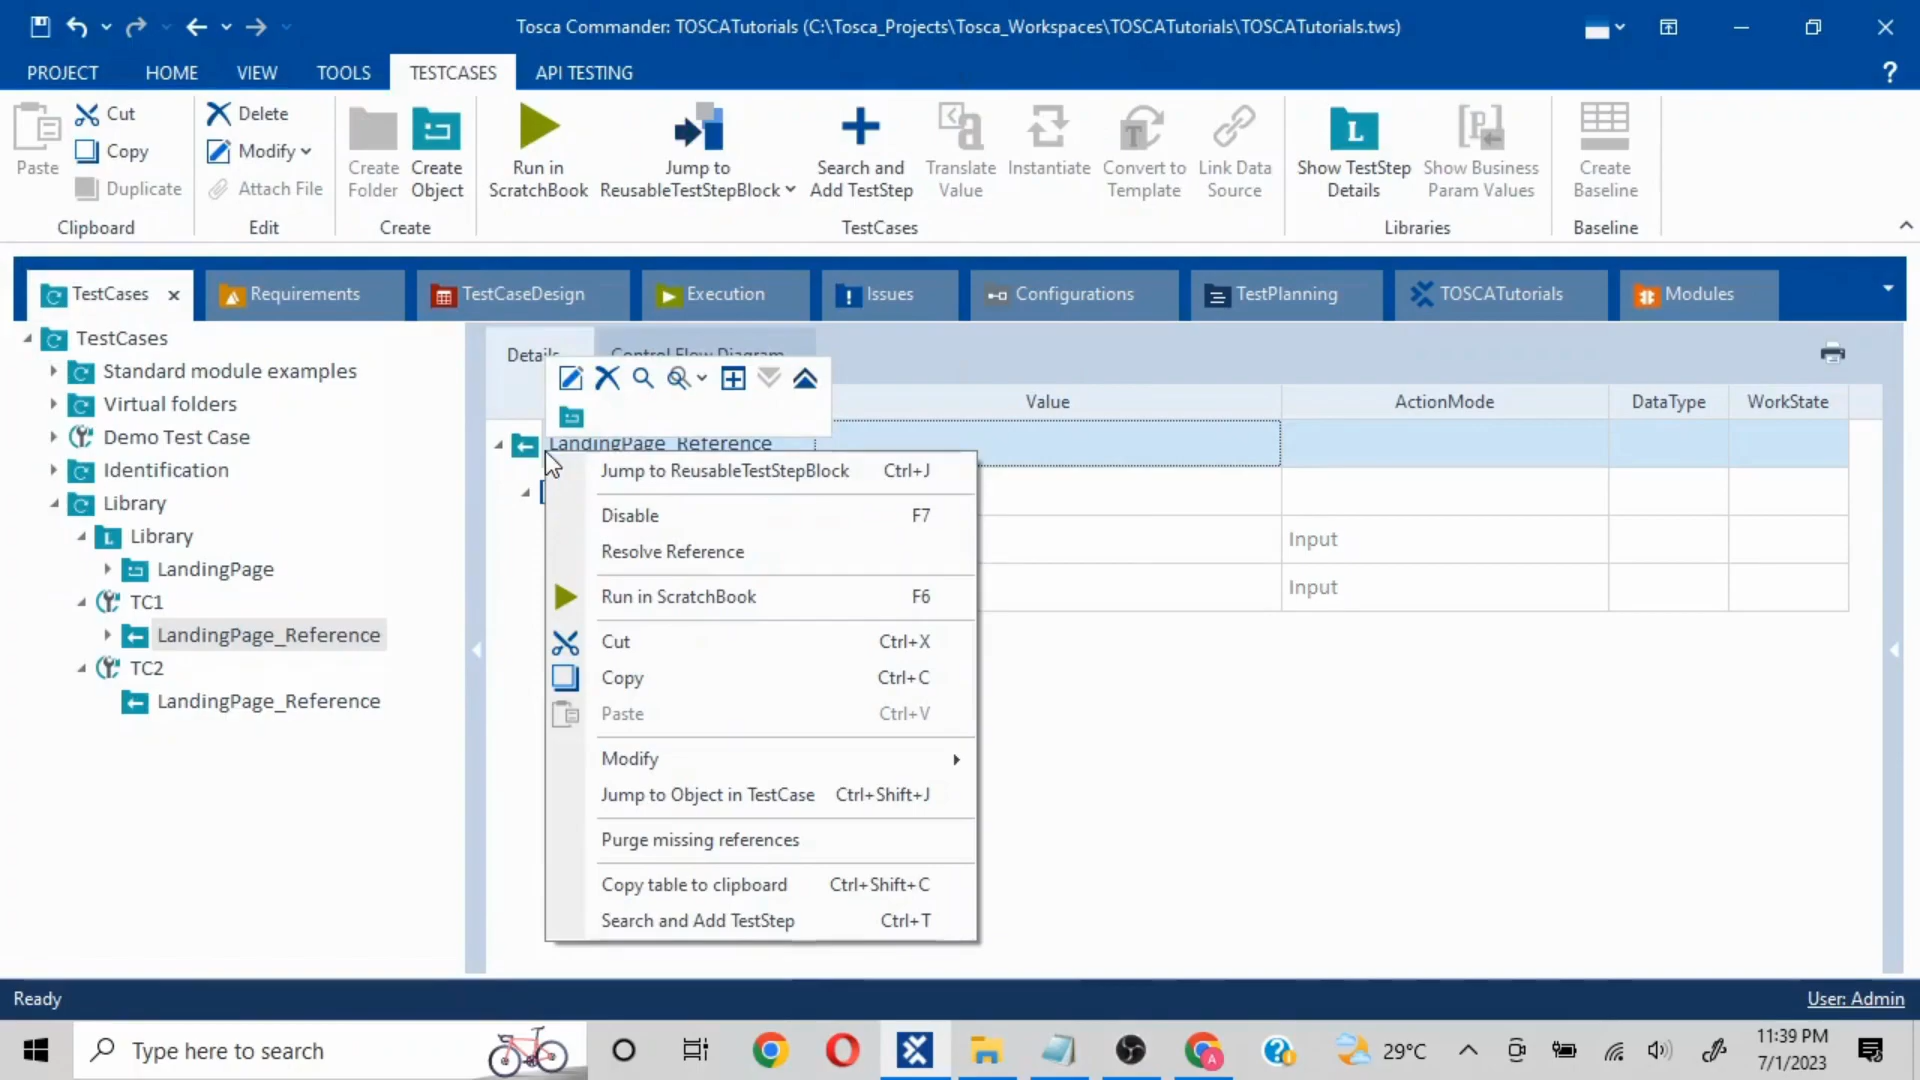 Tosca Commander: TOSCATutorials (C:\Tosca_Projects\Tosca_Workspaces\TOSCATutorials\TOSCATutorials.tws)
PROJECT HOME VIEW TOOLS TESTCASES API TESTING ?
Paste
Cut
Copy
Duplicate
Clipboard
Delete
Modify
Attach File
Edit
Create Folder
Create Object
Create
Run in ScratchBook
Jump to ReusableTestStepBlock
Search and Add TestStep
Translate Value
Instantiate
Convert to Template
Link Data Source
TestCases
Show TestStep Details
Show Business Param Values
Libraries
Create Baseline
Baseline
TestCases Requirements TestCaseDesign Execution Issues Configurations TestPlanning TOSCATutorials Modules
TestCases
Standard module examples
Virtual folders
Demo Test Case
Identification
Library
Library
LandingPage
TC1
LandingPage_Reference
TC2
LandingPage_Reference
Details Control Flow Diagram
Value ActionMode DataType WorkState
LandingPage_Reference
Input
Input
Jump to ReusableTestStepBlock Ctrl+J
Disable F7
Resolve Reference
Run in ScratchBook F6
Cut Ctrl+X
Copy Ctrl+C
Paste Ctrl+V
Modify
Jump to Object in TestCase Ctrl+Shift+J
Purge missing references
Copy table to clipboard Ctrl+Shift+C
Search and Add TestStep Ctrl+T
Ready User: Admin
Type here to search
29°C
11:39 PM
7/1/2023